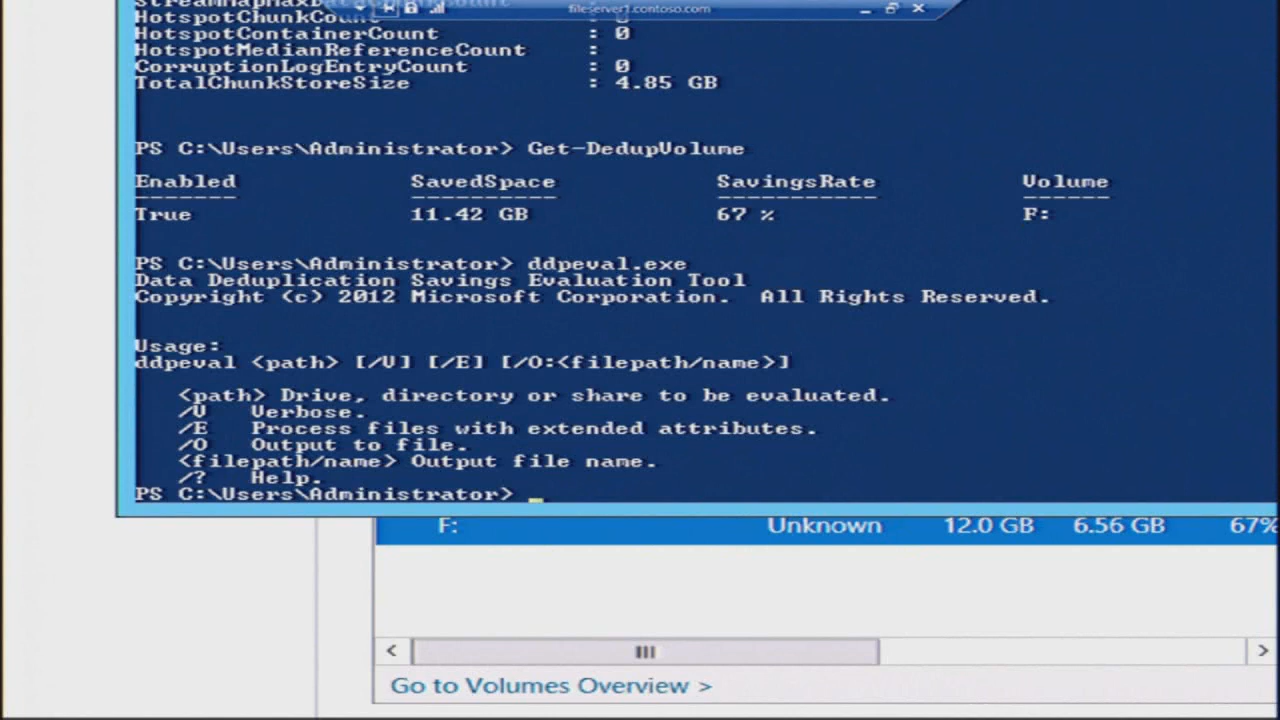 fileserver1.contoso.com
HotspotChunkCount : 0
HotspotContainerCount : 0
HotspotMedianReferenceCount :
CorruptionLogEntryCount : 0
TotalChunkStoreSize : 4.85 GB
PS C:\Users\Administrator> Get-DedupVolume
Enabled SavedSpace SavingsRate Volume
------- ---------- ----------- ------
True 11.42 GB 67 % F:
PS C:\Users\Administrator> ddpeval.exe
Data Deduplication Savings Evaluation Tool
Copyright (c) 2012 Microsoft Corporation. All Rights Reserved.
Usage:
ddpeval <path> [/V] [/E] [/O:<filepath/name>]
<path> Drive, directory or share to be evaluated.
/V Verbose.
/E Process files with extended attributes.
/O Output to file.
<filepath/name> Output file name.
/? Help.
PS C:\Users\Administrator> _
F: Unknown 12.0 GB 6.56 GB 67%
Go to Volumes Overview >